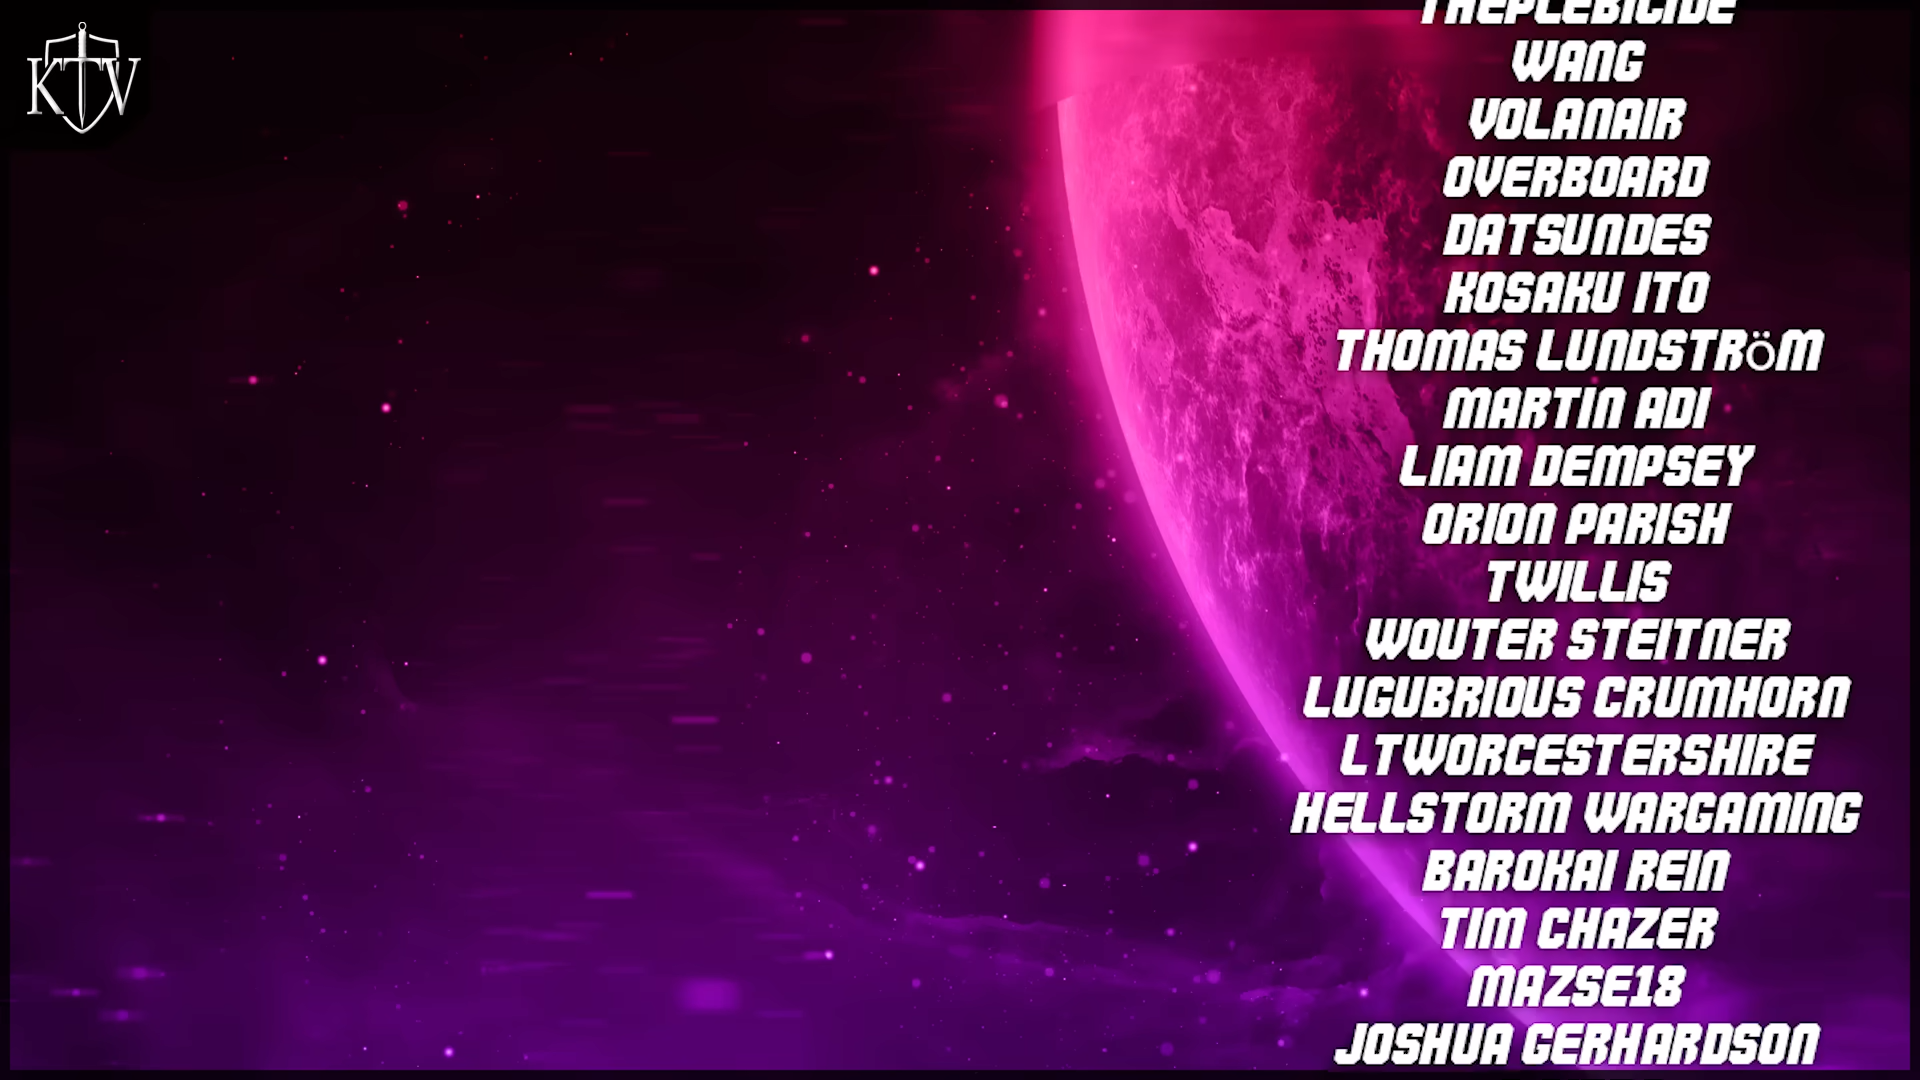 KTV
THEPLEBICIDE
WANG
VOLANAIR
OVERBOARD
DATSUNDES
KOSAKU ITO
THOMAS LUNDSTRÖM
MARTIN ADI
LIAM DEMPSEY
ORION PARISH
TWILLIS
WOUTER STEITNER
LUGUBRIOUS CRUMHORN
LTWORCESTERSHIRE
HELLSTORM WARGAMING
BAROKAI REIN
TIM CHAZER
MAZSE18
JOSHUA GERHARDSON